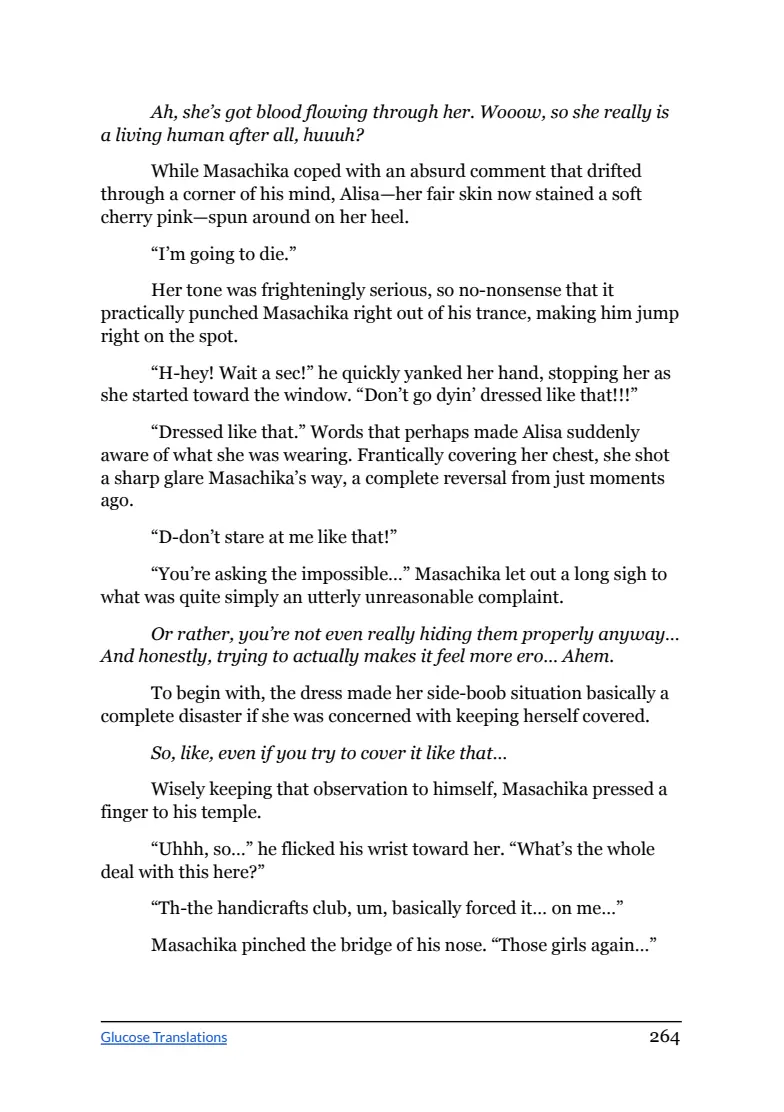 Ah, she’s got blood flowing through her. Wooow, so she really is
a living human after all, huuuh?
While Masachika coped with an absurd comment that drifted
through a corner of his mind, Alisa—her fair skin now stained a soft
cherry pink—spun around on her heel.
“I’m going to die.”
Her tone was frighteningly serious, so no-nonsense that it
practically punched Masachika right out of his trance, making him jump
right on the spot.
“H-hey! Wait a sec!” he quickly yanked her hand, stopping her as
she started toward the window. “Don’t go dyin’ dressed like that!!!”
“Dressed like that.” Words that perhaps made Alisa suddenly
aware of what she was wearing. Frantically covering her chest, she shot
a sharp glare Masachika’s way, a complete reversal from just moments
ago.
“D-don’t stare at me like that!”
“You’re asking the impossible…” Masachika let out a long sigh to
what was quite simply an utterly unreasonable complaint.
Or rather, you’re not even really hiding them properly anyway…
And honestly, trying to actually makes it feel more ero… Ahem.
To begin with, the dress made her side-boob situation basically a
complete disaster if she was concerned with keeping herself covered.
So, like, even if you try to cover it like that…
Wisely keeping that observation to himself, Masachika pressed a
finger to his temple.
“Uhhh, so…” he flicked his wrist toward her. “What’s the whole
deal with this here?”
“Th-the handicrafts club, um, basically forced it… on me…”
Masachika pinched the bridge of his nose. “Those girls again…”
Glucose Translations
264